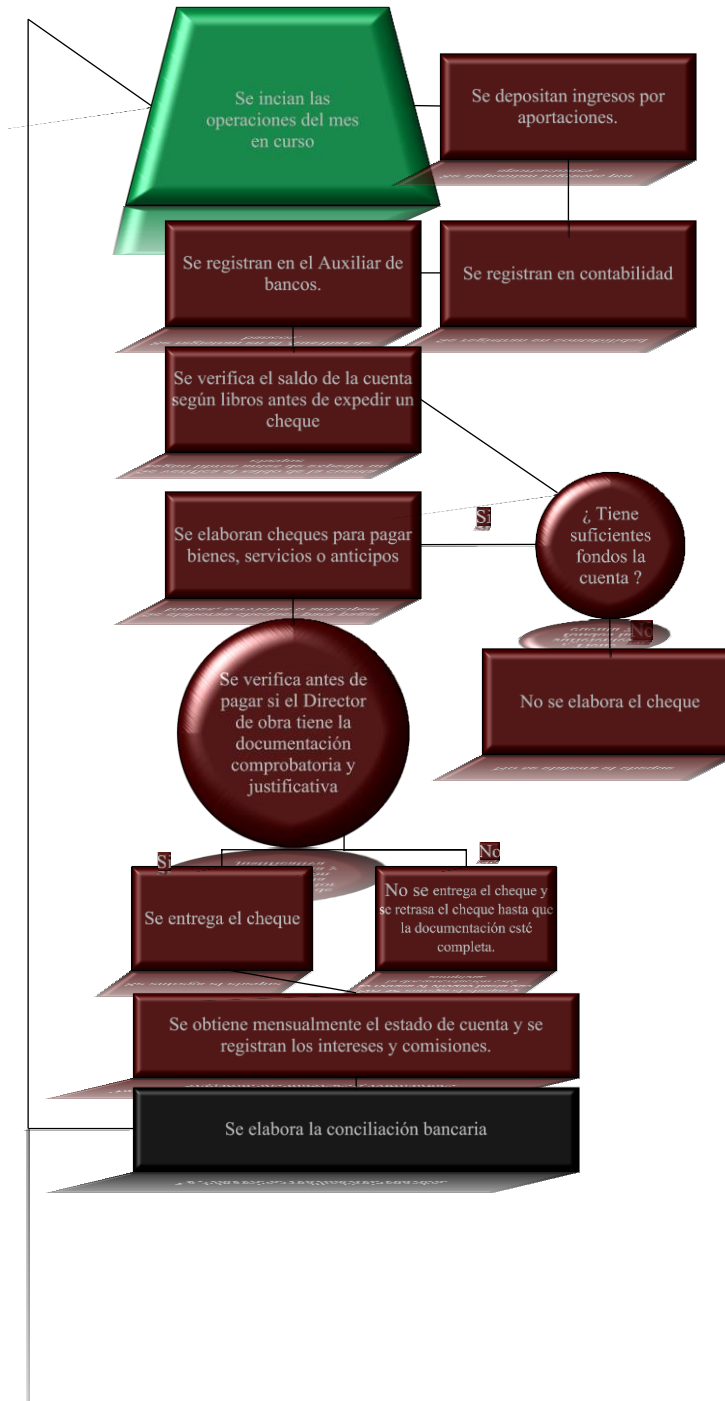 Se incian las
operaciones del mes
en curso
Se depositan ingresos por
aportaciones.
Se registran en el Auxiliar de
bancos.
Se registran en contabilidad
Se verifica el saldo de la cuenta
según libros antes de expedir un
cheque
Se elaboran cheques para pagar
bienes, servicios o anticipos
Si
¿ Tiene
suficientes
fondos la
cuenta ?
No
Se verifica antes de
pagar si el Director
de obra tiene la
documentación
comprobatoria y
justificativa
No se elabora el cheque
Si
No
Se entrega el cheque
No se entrega el cheque y
se retrasa el cheque hasta que
la documentación esté
completa.
Se obtiene mensualmente el estado de cuenta y se
registran los intereses y comisiones.
Se elabora la conciliación bancaria